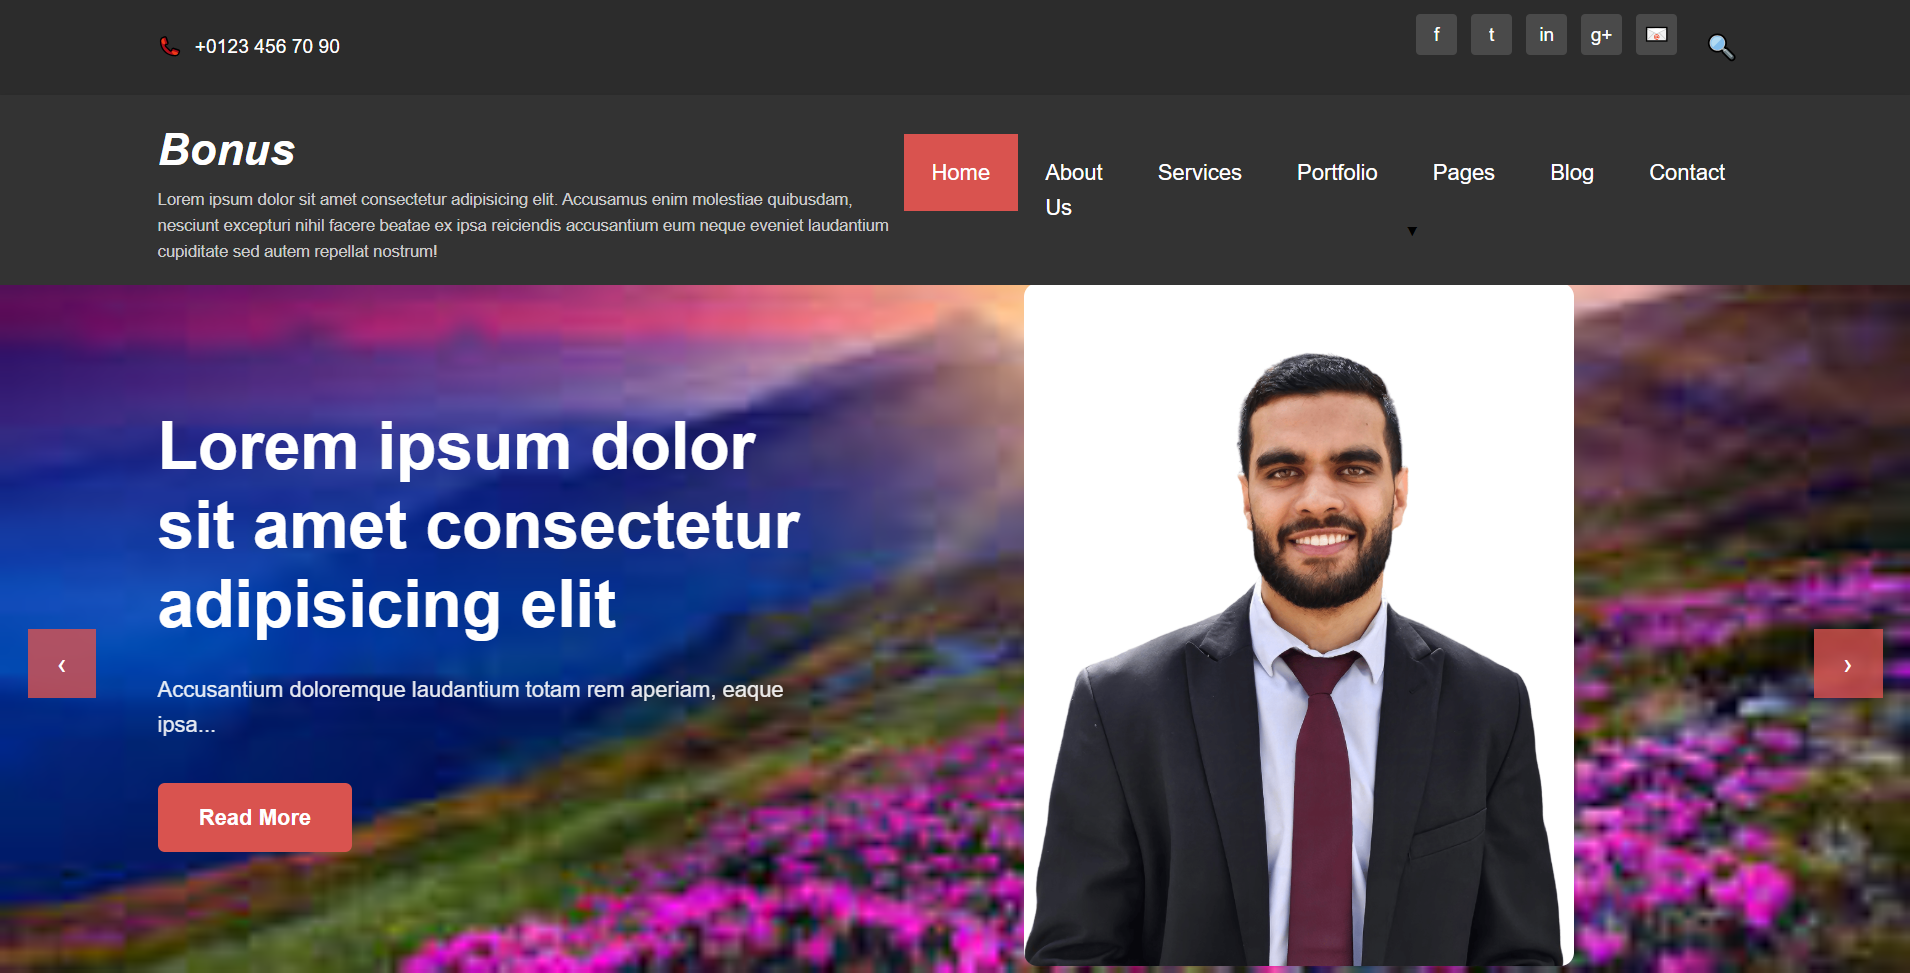 +0123 456 70 90
f t in g+
Bonus
Lorem ipsum dolor sit amet consectetur adipisicing elit. Accusamus enim molestiae quibusdam,
nesciunt excepturi nihil facere beatae ex ipsa reiciendis accusantium eum neque eveniet laudantium
cupiditate sed autem repellat nostrum!
Home About Services Portfolio Pages Blog Contact
Us
Lorem ipsum dolor
sit amet consectetur
adipisicing elit
Accusantium doloremque laudantium totam rem aperiam, eaque
ipsa...
Read More